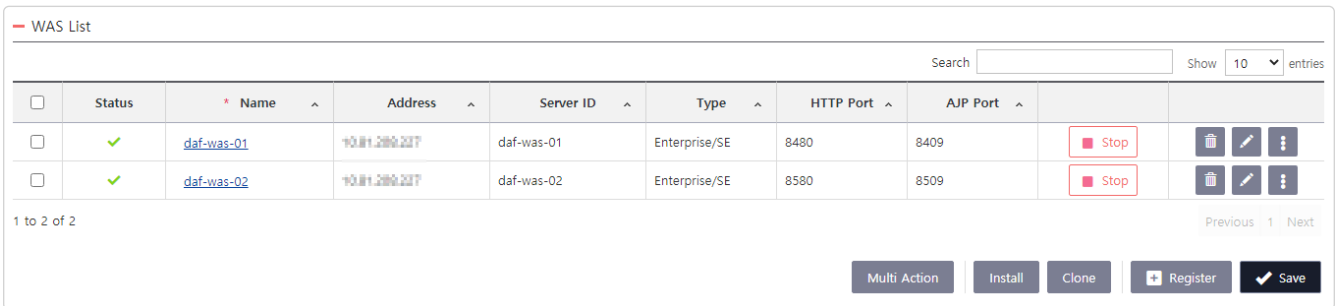 WAS List
Search Show 10 entries
Status * Name Address Server ID Type HTTP Port AJP Port
daf-was-01 daf-was-01 Enterprise/SE 8480 8409 Stop
daf-was-02 daf-was-02 Enterprise/SE 8580 8509 Stop
1 to 2 of 2 Previous 1 Next
Multi Action Install Clone Register Save